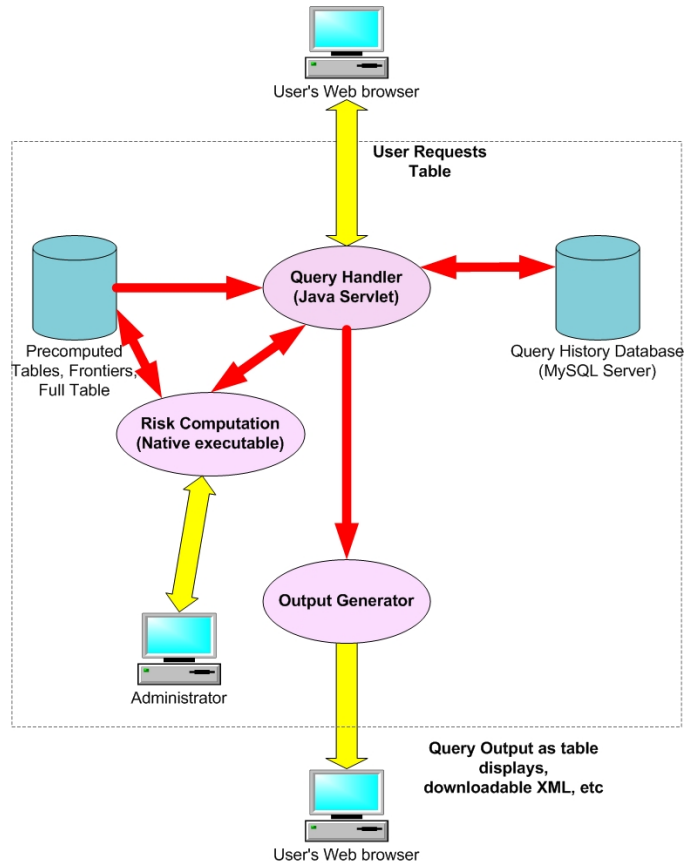 User's Web browser
User Requests
Table
Query Handler
(Java Servlet)
Precomputed
Tables, Frontiers,
Full Table
Query History Database
(MySQL Server)
Risk Computation
(Native executable)
Output Generator
Administrator
Query Output as table
displays,
downloadable XML, etc
User's Web browser